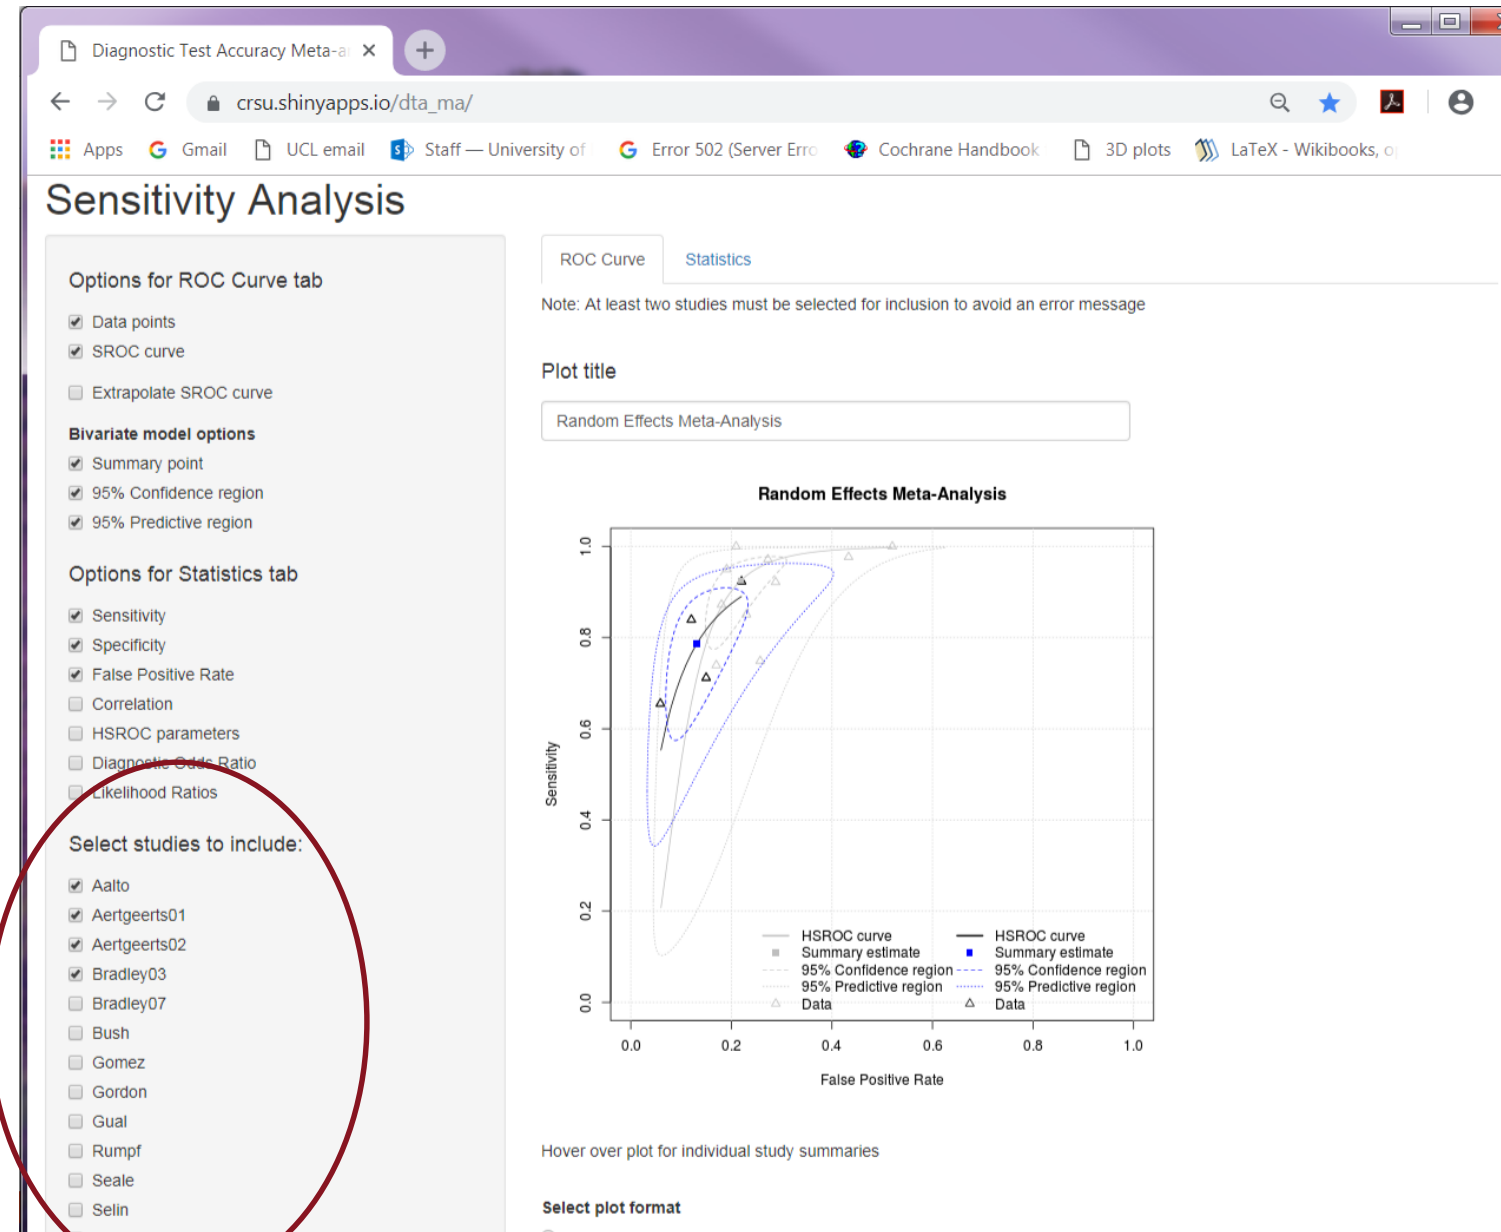 Diagnostic Test Accuracy Meta-a
crsu.shinyapps.io/dta_ma/
Apps Gmail UCL email Staff — University of Error 502 (Server Erro Cochrane Handbook 3D plots LaTeX - Wikibooks, o
Sensitivity Analysis
Options for ROC Curve tab
Data points
SROC curve
Extrapolate SROC curve
Bivariate model options
Summary point
95% Confidence region
95% Predictive region
Options for Statistics tab
Sensitivity
Specificity
False Positive Rate
Correlation
HSROC parameters
Diagnostic Odds Ratio
Likelihood Ratios
Select studies to include:
Aalto
Aertgeerts01
Aertgeerts02
Bradley03
Bradley07
Bush
Gomez
Gordon
Gual
Rumpf
Seale
Selin
ROC Curve Statistics
Note: At least two studies must be selected for inclusion to avoid an error message
Plot title
Random Effects Meta-Analysis
Random Effects Meta-Analysis
1.0
0.8
0.6
0.4
0.2
0.0
Sensitivity
HSROC curve HSROC curve
Summary estimate Summary estimate
95% Confidence region 95% Confidence region
95% Predictive region 95% Predictive region
Data Data
0.0 0.2 0.4 0.6 0.8 1.0
False Positive Rate
Hover over plot for individual study summaries
Select plot format